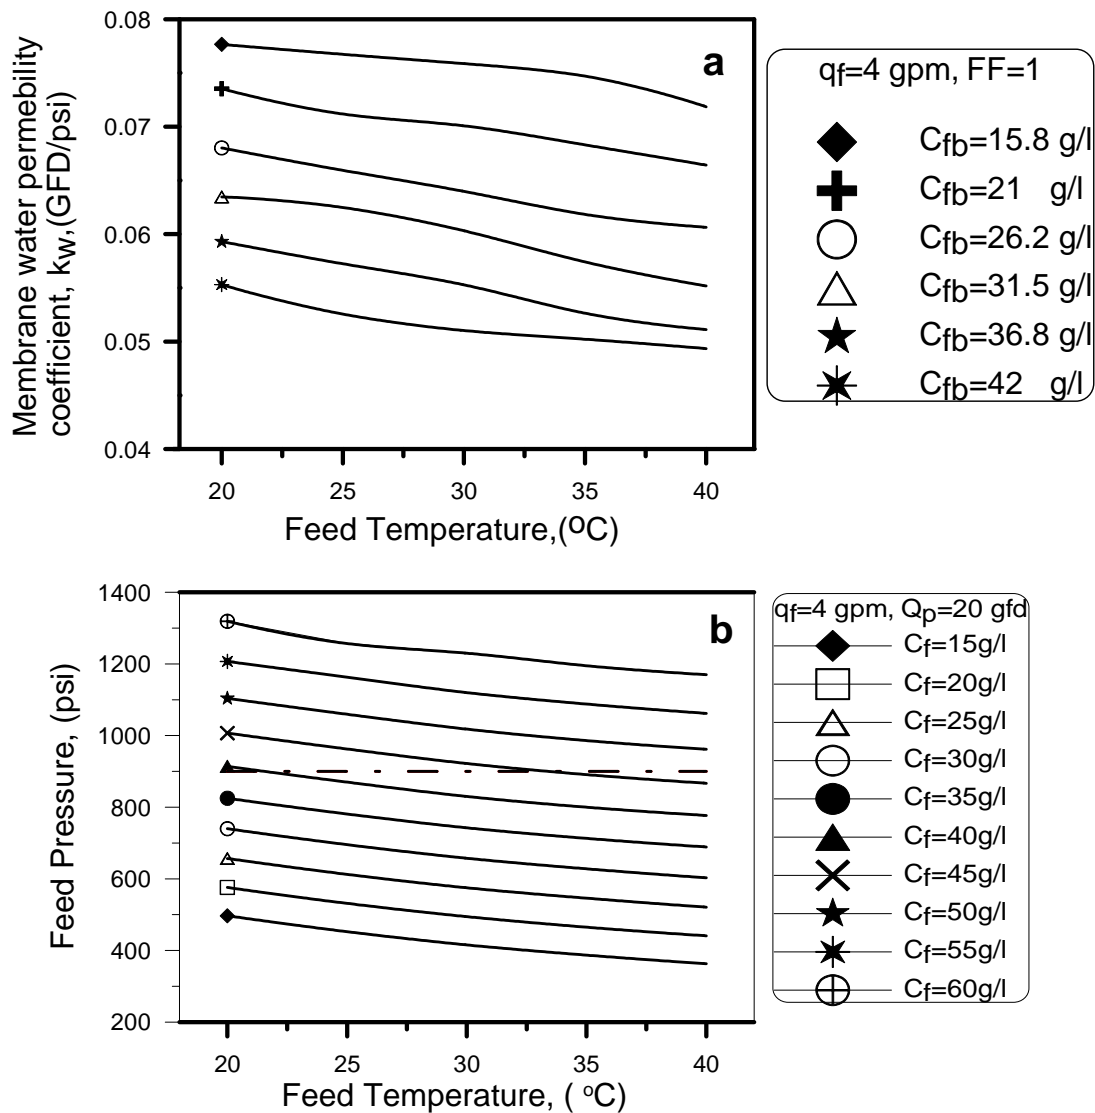 0.08
0.07
0.06
0.05
0.04
Membrane water permebility
coefficient, kw,(GFD/psi)
a
20 25 30 35 40
Feed Temperature,(oC)
qf=4 gpm, FF=1
Cfb=15.8 g/l
Cfb=21 g/l
Cfb=26.2 g/l
Cfb=31.5 g/l
Cfb=36.8 g/l
Cfb=42 g/l
1400
1200
1000
800
600
400
200
Feed Pressure, (psi)
b
20 25 30 35 40
Feed Temperature, ( oC)
qf=4 gpm, Qp=20 gfd
Cf=15g/l
Cf=20g/l
Cf=25g/l
Cf=30g/l
Cf=35g/l
Cf=40g/l
Cf=45g/l
Cf=50g/l
Cf=55g/l
Cf=60g/l